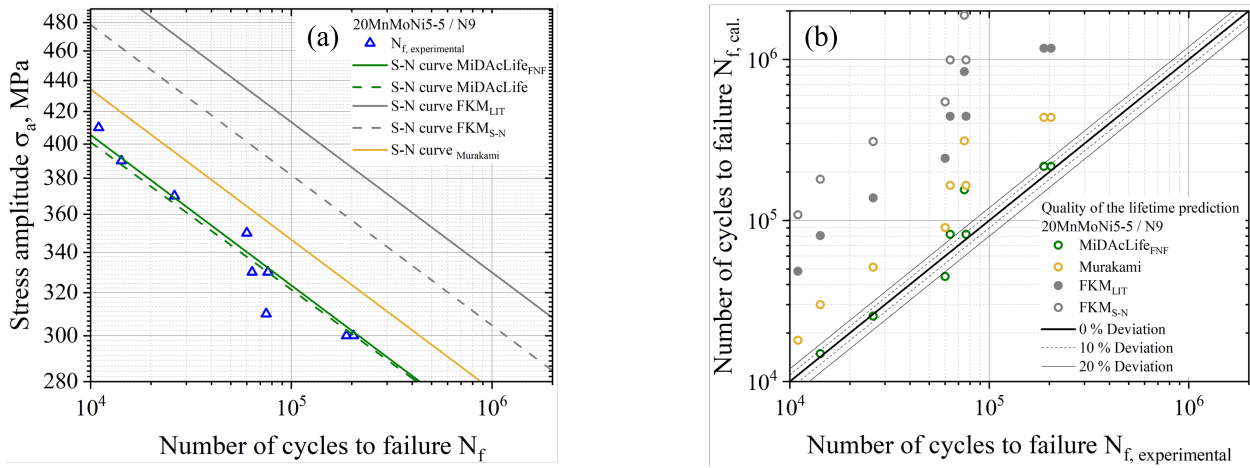 (a)
20MnMoNi5-5 / N9
Nf, experimental
S-N curve MiDAcLifeFNF
S-N curve MiDAcLife
S-N curve FKMLIT
S-N curve FKMS-N
S-N curve Murakami
480
460
440
420
400
380
360
340
320
300
280
Stress amplitude σa, MPa
10^4
10^5
10^6
Number of cycles to failure Nf
(b)
Number of cycles to failure Nf, cal.
10^6
10^5
10^4
Quality of the lifetime prediction
20MnMoNi5-5 / N9
MiDAcLifeFNF
Murakami
FKMLIT
FKMS-N
0 % Deviation
10 % Deviation
20 % Deviation
10^4
10^5
10^6
Number of cycles to failure Nf, experimental